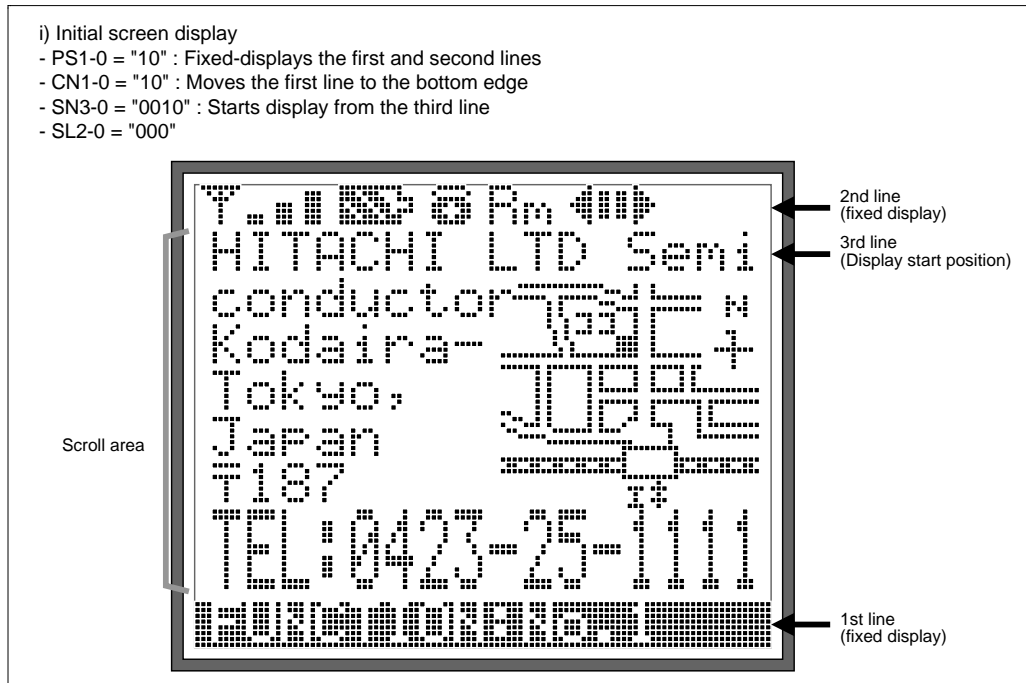 i) Initial screen display
- PS1-0 = "10" : Fixed-displays the first and second lines
- CN1-0 = "10" : Moves the first line to the bottom edge
- SN3-0 = "0010" : Starts display from the third line
- SL2-0 = "000"
Rm
2nd line
(fixed display)
HITACHI LTD Semi
3rd line
(Display start position)
conductor
N
Kodaira-
Tokyo,
Scroll area
Japan
〒187
TEL:0423-25-1111
1st line
(fixed display)